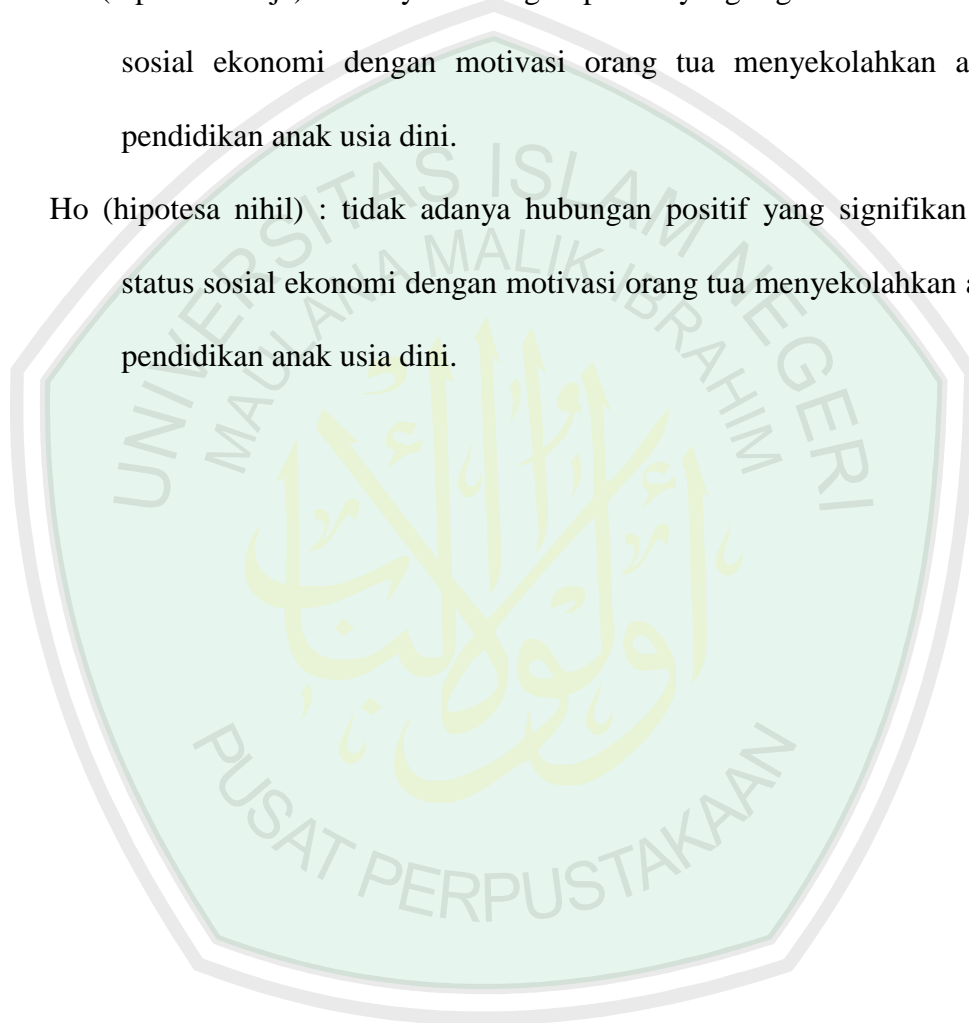 sosial ekonomi dengan motivasi orang tua menyekolahkan
pendidikan anak usia dini.
Ho (hipotesa nihil) : tidak adanya hubungan positif yang signifikan
status sosial ekonomi dengan motivasi orang tua menyekolahkan
pendidikan anak usia dini.
UNIVERSITAS ISLAM NEGERI
MAULANA MALIK IBRAHIM
أولوا الألباب
PUSAT PERPUSTAKAAN